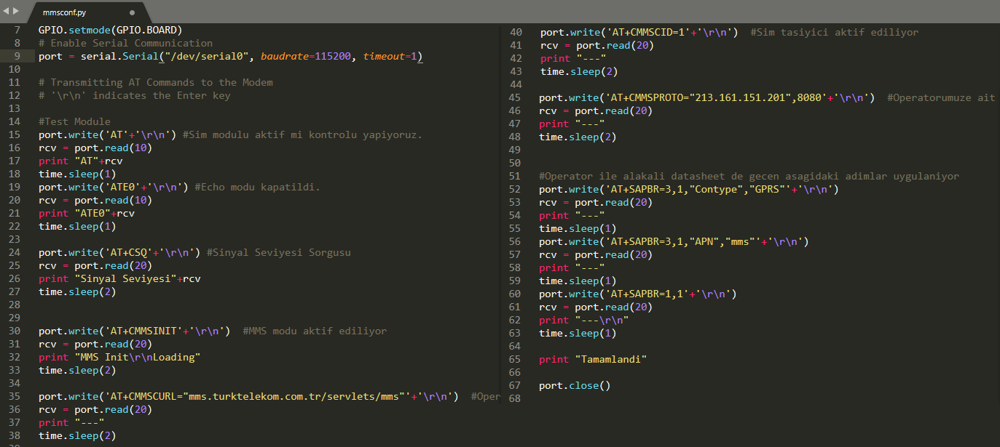 mmsconf.py
7 GPIO.setmode(GPIO.BOARD)
8 # Enable Serial Communication
9 port = serial.Serial("/dev/serial0", baudrate=115200, timeout=1)
10
11 # Transmitting AT Commands to the Modem
12 # '\r\n' indicates the Enter key
13
14 #Test Module
15 port.write('AT'+'\r\n') #Sim modulu aktif mi kontrolu yapiyoruz.
16 rcv = port.read(10)
17 print "AT"+rcv
18 time.sleep(1)
19 port.write('ATE0'+'\r\n') #Echo modu kapatildi.
20 rcv = port.read(10)
21 print "ATE0"+rcv
22 time.sleep(1)
23
24 port.write('AT+CSQ'+'\r\n') #Sinyal Seviyesi Sorgusu
25 rcv = port.read(20)
26 print "Sinyal Seviyesi"+rcv
27 time.sleep(2)
28
29
30 port.write('AT+CMMSINIT'+'\r\n')  #MMS modu aktif ediliyor
31 rcv = port.read(20)
32 print "MMS Init\r\nLoading"
33 time.sleep(2)
34
35 port.write('AT+CMMSCURL="mms.turktelekom.com.tr/servlets/mms"'+'\r\n')  #Oper
36 rcv = port.read(20)
37 print "---"
38 time.sleep(2)
40 port.write('AT+CMMSCID=1'+'\r\n')  #Sim tasiyici aktif ediliyor
41 rcv = port.read(20)
42 print "---"
43 time.sleep(2)
44
45 port.write('AT+CMMSPROTO="213.161.151.201",8080'+'\r\n')  #Operatorumuze ait
46 rcv = port.read(20)
47 print "---"
48 time.sleep(2)
49
50
51 #Operator ile alakali datasheet de gecen asagidaki adimlar uygulaniyor
52 port.write('AT+SAPBR=3,1,"Contype","GPRS"'+'\r\n')
53 rcv = port.read(20)
54 print "---"
55 time.sleep(1)
56 port.write('AT+SAPBR=3,1,"APN","mms"'+'\r\n')
57 rcv = port.read(20)
58 print "---"
59 time.sleep(1)
60 port.write('AT+SAPBR=1,1'+'\r\n')
61 rcv = port.read(20)
62 print "---\r\n"
63 time.sleep(1)
64
65 print "Tamamlandi"
66
67 port.close()
68